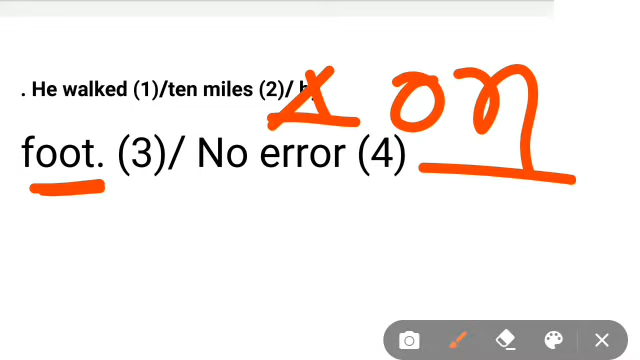 . He walked (1)/ten miles (2)/ on
foot. (3)/ No error (4)